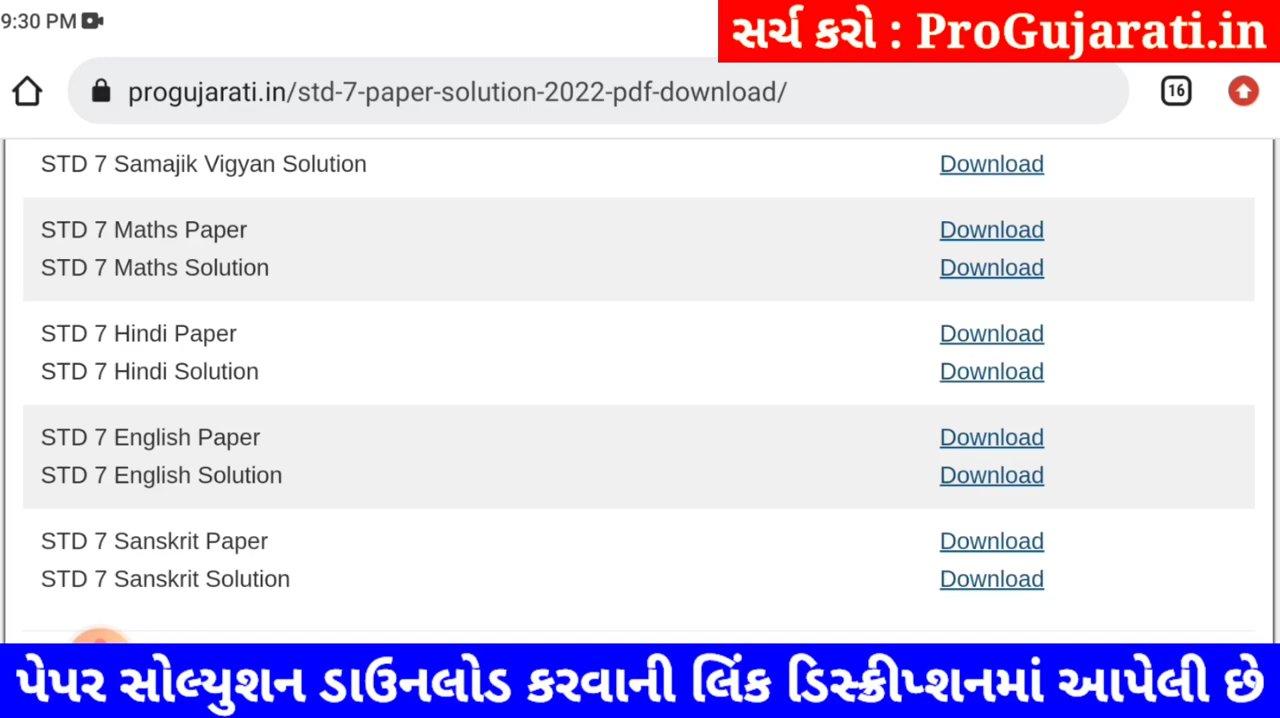 9:30 PM
સર્ચ કરો : ProGujarati.in
progujarati.in/std-7-paper-solution-2022-pdf-download/
16
STD 7 Samajik Vigyan Solution Download
STD 7 Maths Paper Download
STD 7 Maths Solution Download
STD 7 Hindi Paper Download
STD 7 Hindi Solution Download
STD 7 English Paper Download
STD 7 English Solution Download
STD 7 Sanskrit Paper Download
STD 7 Sanskrit Solution Download
પેપર સોલ્યુશન ડાઉનલોડ કરવાની લિંક ડિસ્ક્રીપ્શનમાં આપેલી છે